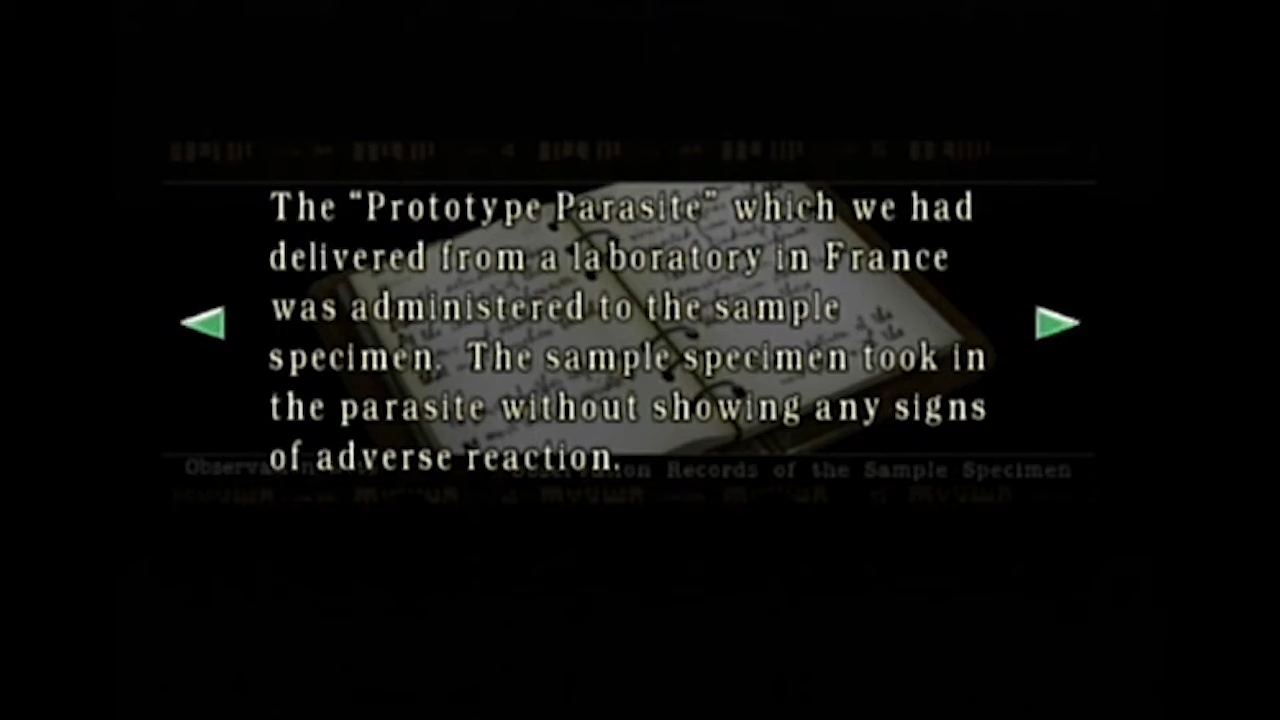 The “Prototype Parasite” which we had
delivered from a laboratory in France
was administered to the sample
specimen. The sample specimen took in
the parasite without showing any signs
of adverse reaction.
Records of the Sample Specimen